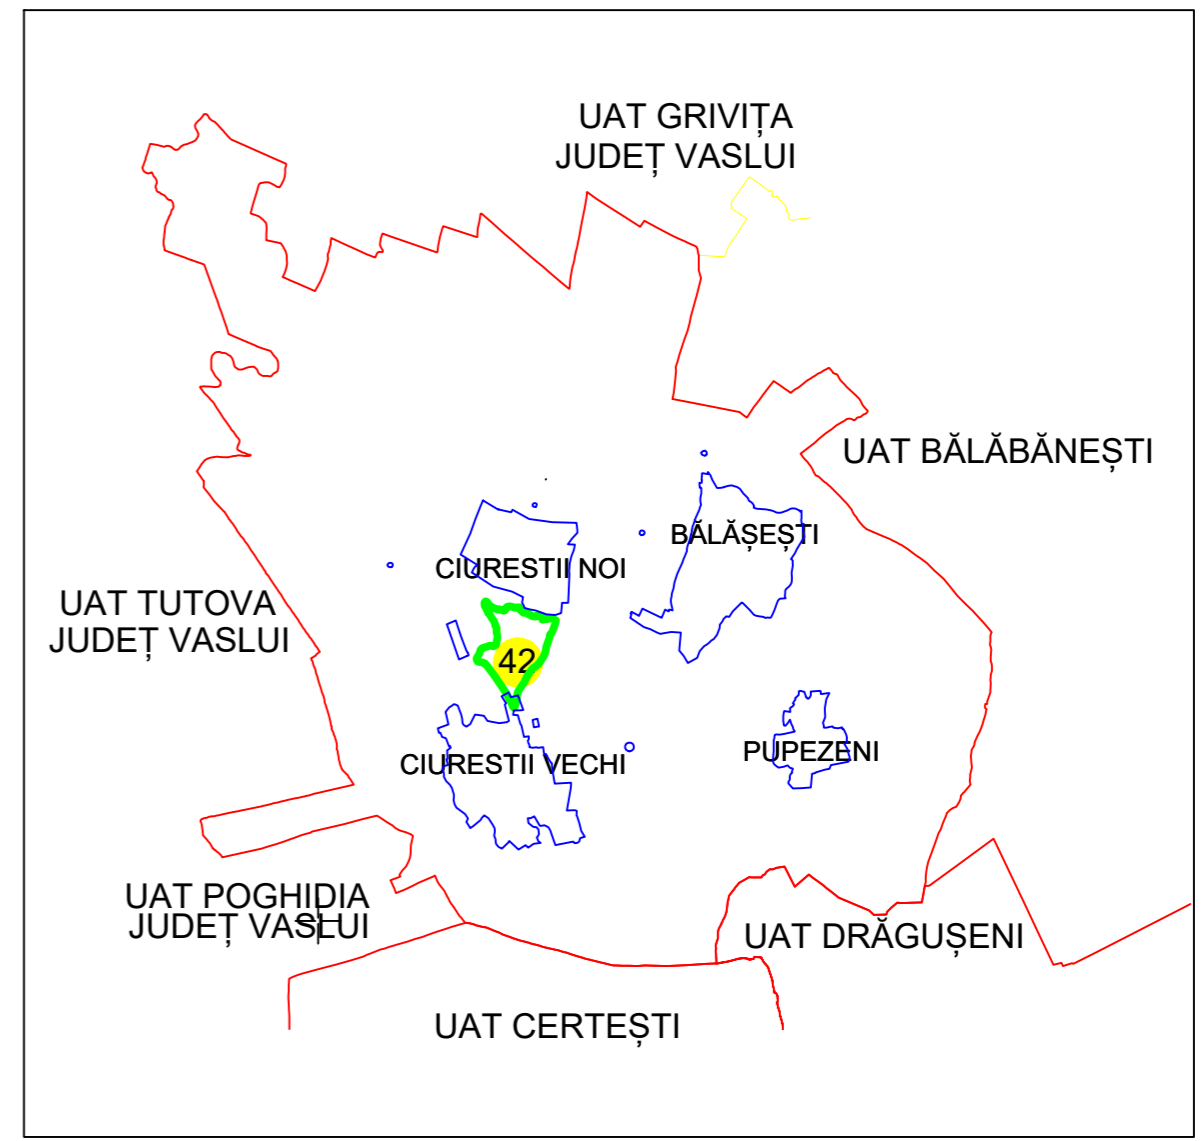 UAT GRIVIȚA
JUDEȚ VASLUI
UAT BĂLĂBĂNEȘTI
BĂLĂȘEȘTI
CIURESTII NOI
UAT TUTOVA
JUDEȚ VASLUI
42
PUPEZENI
CIURESTII VECHI
UAT POGHIDIA
JUDEȚ VASLUI
UAT DRĂGUȘENI
UAT CERTEȘTI